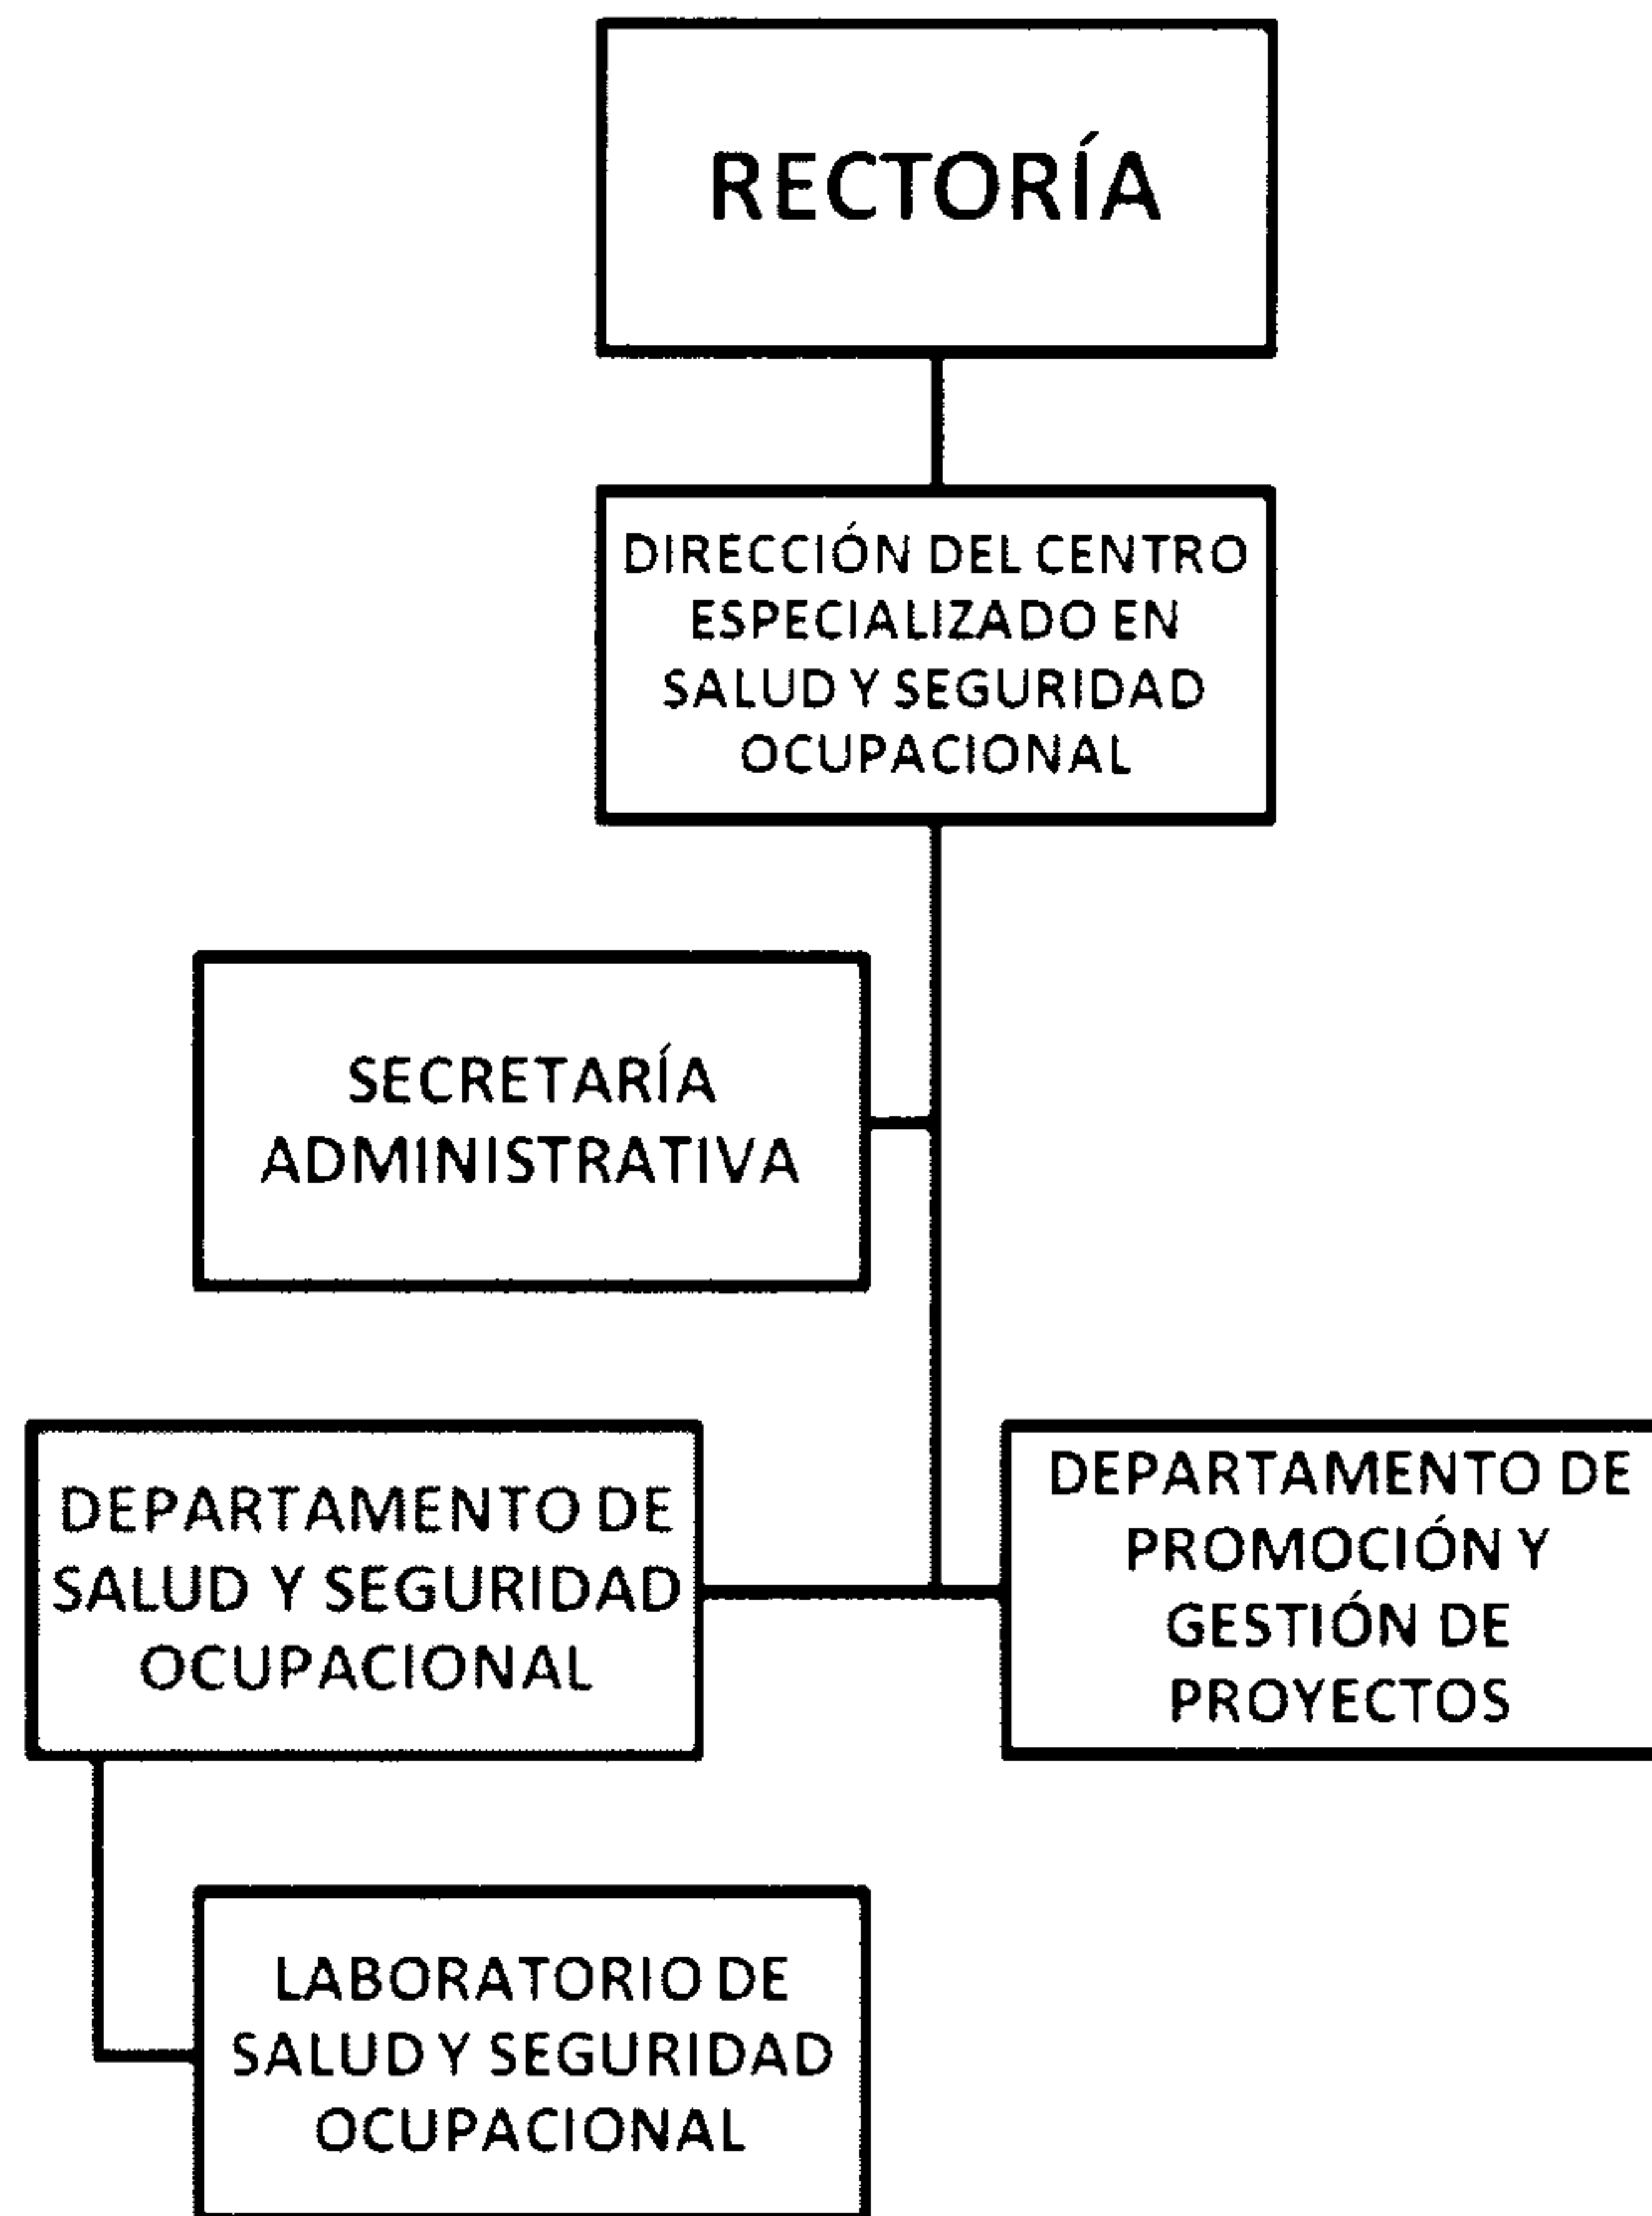 RECTORÍA
DIRECCIÓN DEL CENTRO
ESPECIALIZADO EN
SALUD Y SEGURIDAD
OCUPACIONAL
SECRETARÍA
ADMINISTRATIVA
DEPARTAMENTO DE
SALUD Y SEGURIDAD
OCUPACIONAL
DEPARTAMENTO DE
PROMOCIÓN Y
GESTIÓN DE
PROYECTOS
LABORATORIO DE
SALUD Y SEGURIDAD
OCUPACIONAL